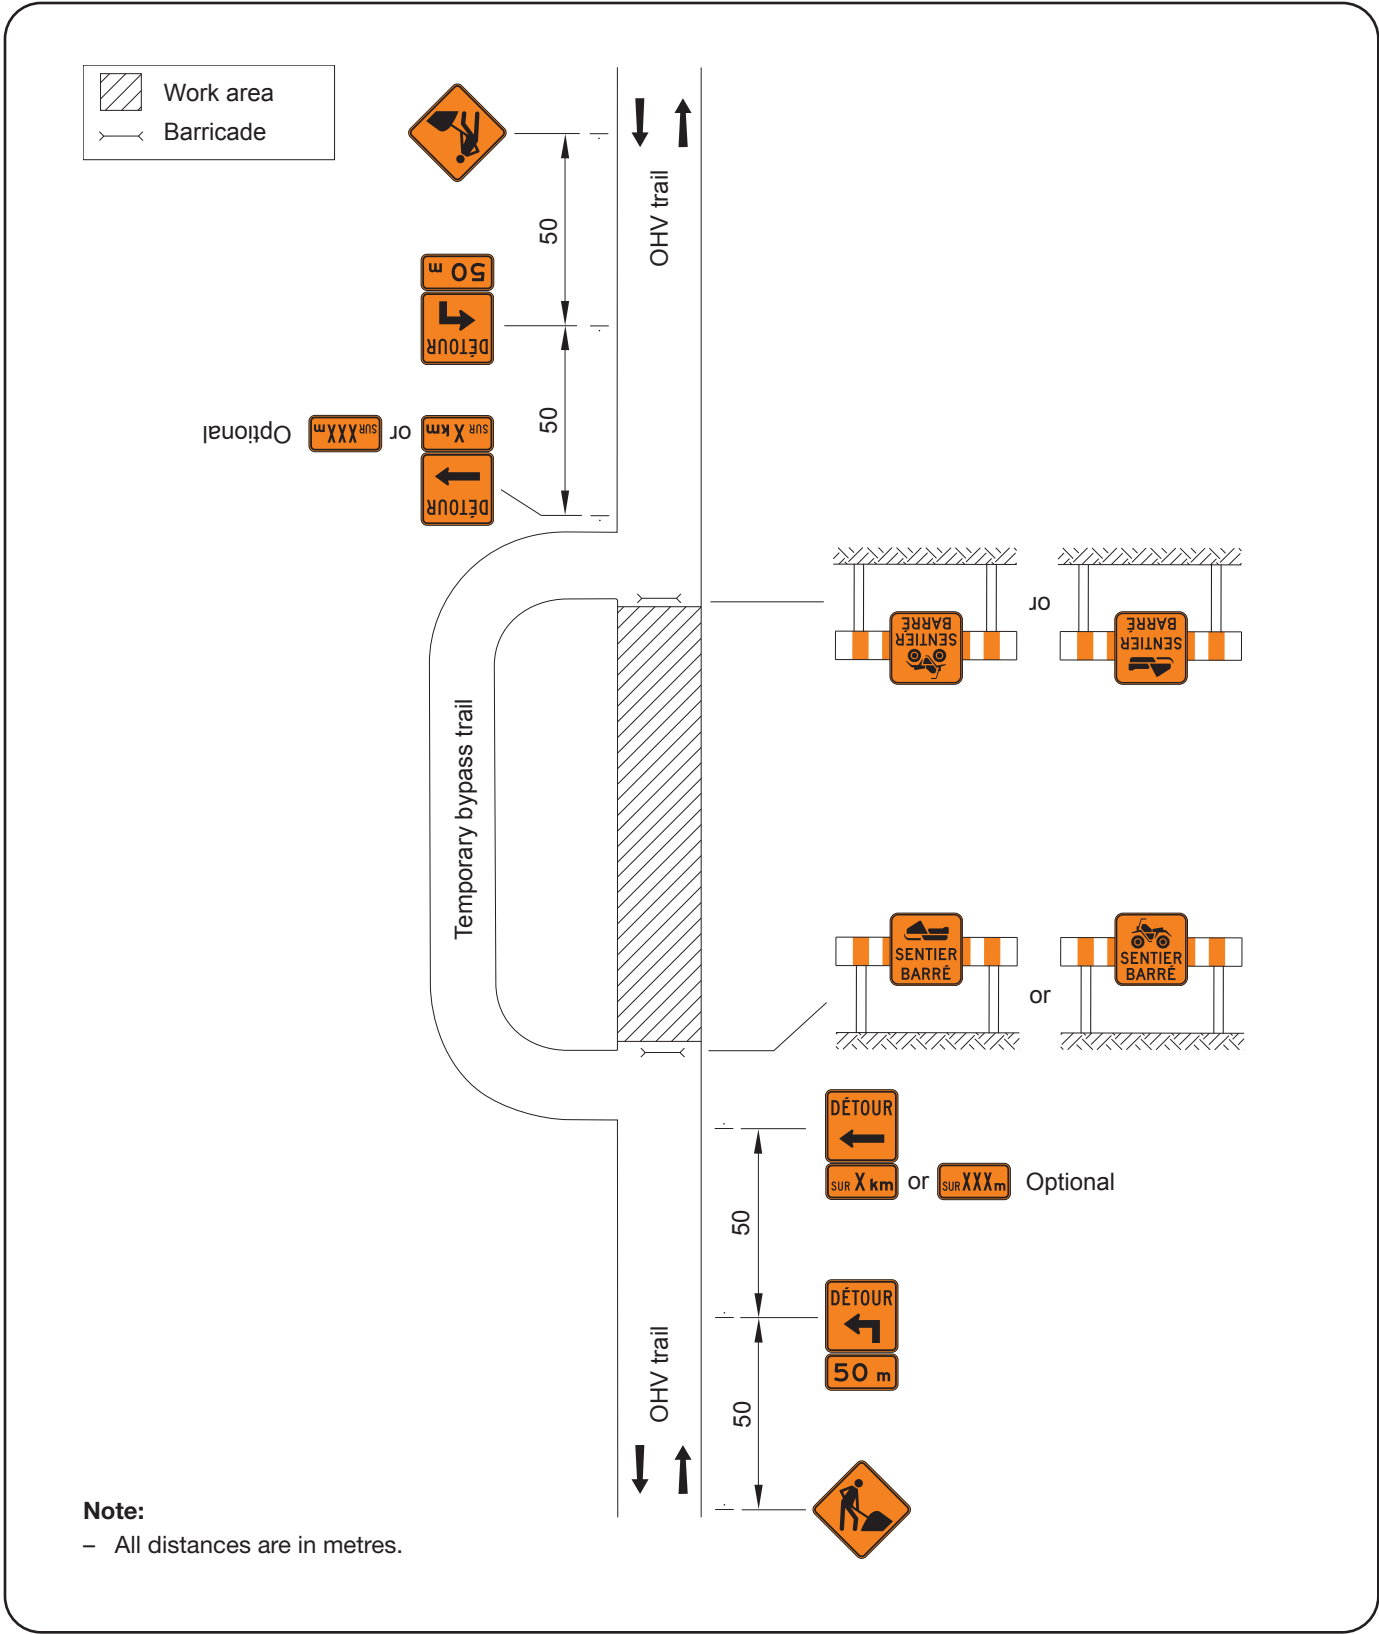 Work area
Barricade
OHV trail
50
50 m
DÉTOUR
50
Optional
SUR XXX m
or
SUR X km
DÉTOUR
SENTIER
BARRÉ
or
SENTIER
BARRÉ
Temporary bypass trail
SENTIER
BARRÉ
or
SENTIER
BARRÉ
DÉTOUR
SUR X km
or
SUR XXX m
Optional
50
DÉTOUR
50 m
OHV trail
50
Note:
– All distances are in metres.